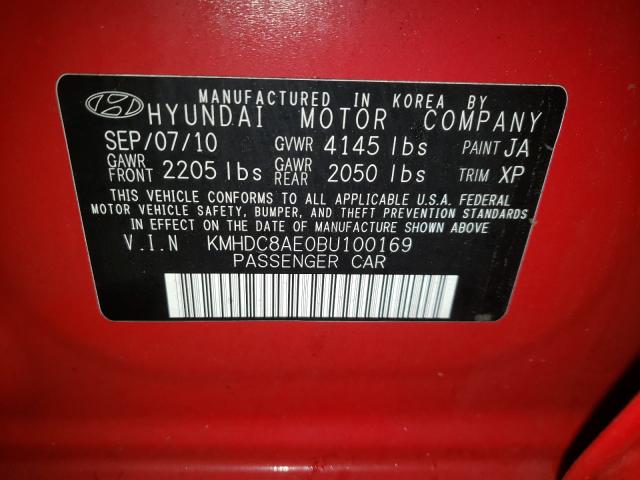 MANUFACTURED IN KOREA BY
HYUNDAI MOTOR COMPANY
SEP/07/10 GVWR 4145 lbs PAINT JA
GAWR FRONT 2205 lbs GAWR REAR 2050 lbs TRIM XP
THIS VEHICLE CONFORMS TO ALL APPLICABLE U.S.A. FEDERAL
MOTOR VEHICLE SAFETY, BUMPER, AND THEFT PREVENTION STANDARDS
IN EFFECT ON THE DATE OF MANUFACTURE SHOWN ABOVE
V.I.N KMHDC8AE0BU100169
PASSENGER CAR